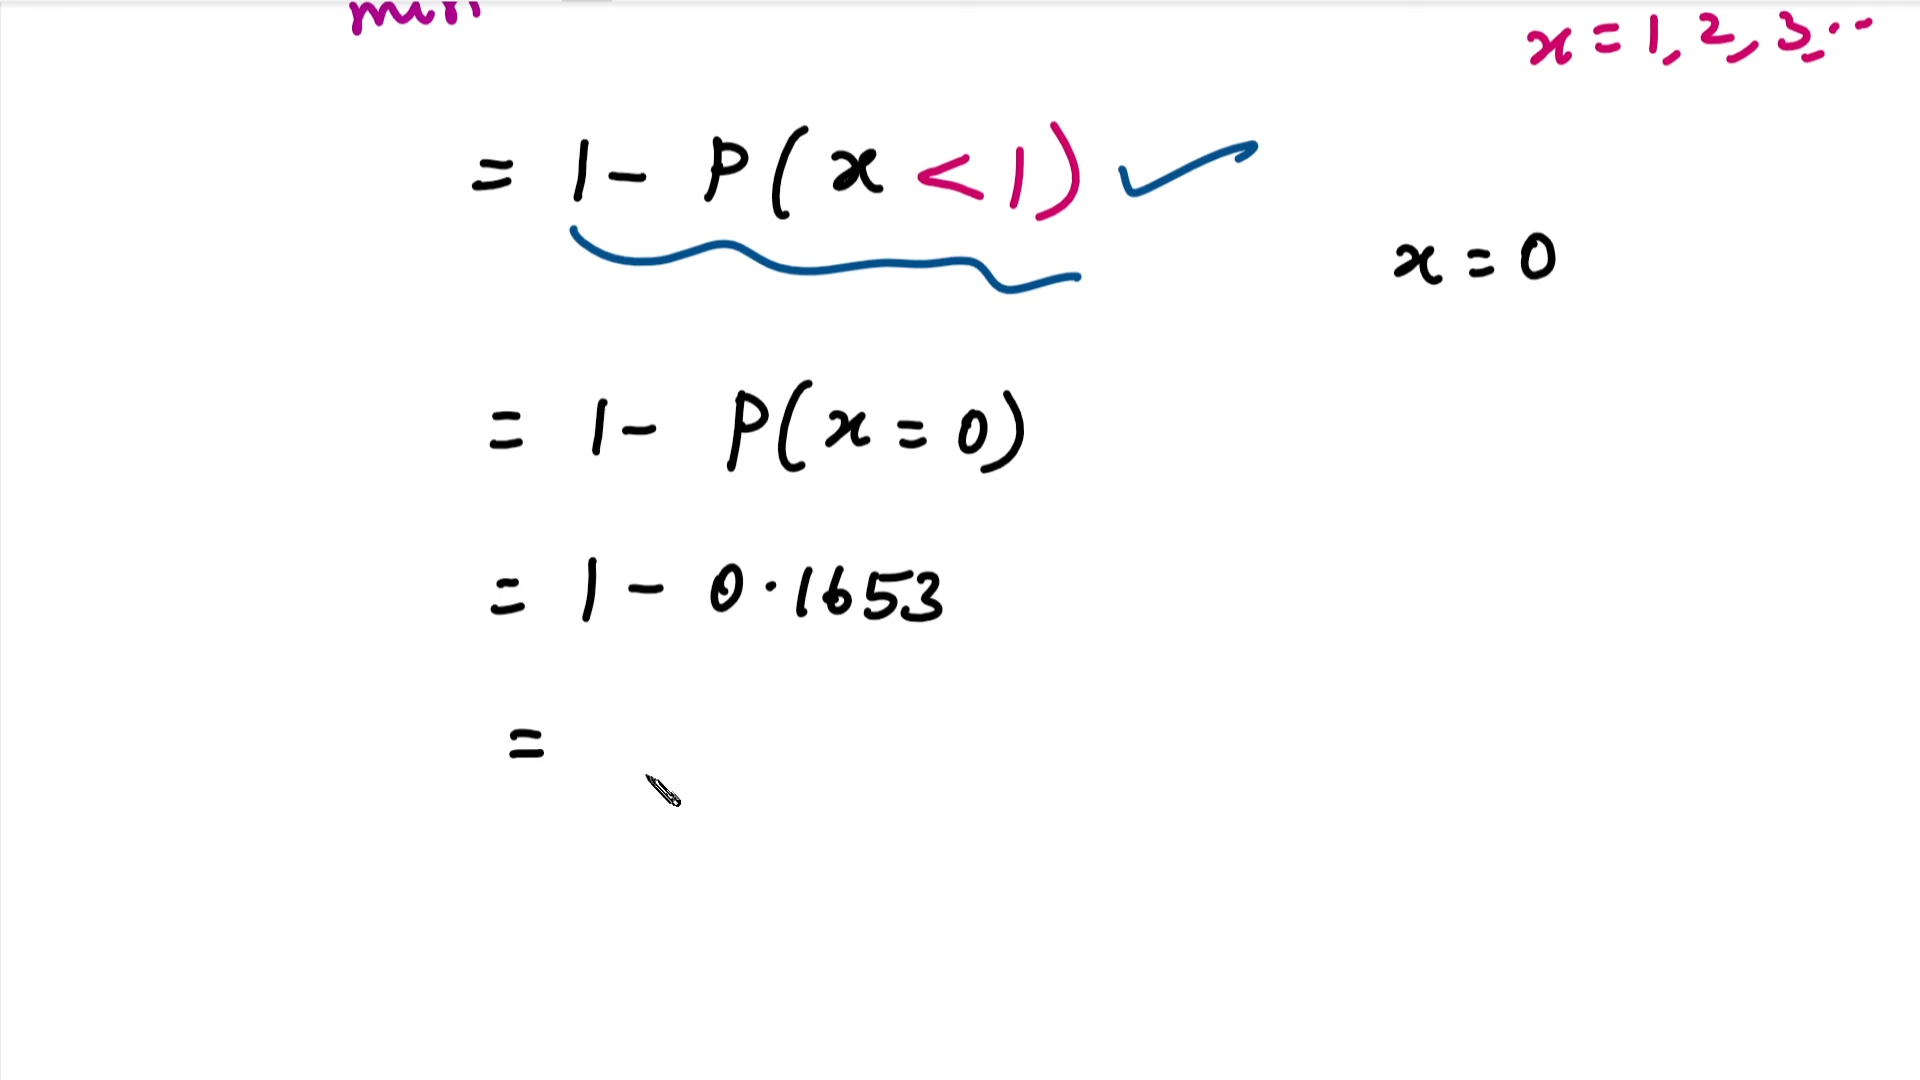 x = 1, 2, 3, ..
= 1 - P(x < 1) ✓
x = 0
= 1 - P(x = 0)
= 1 - 0.1653
=